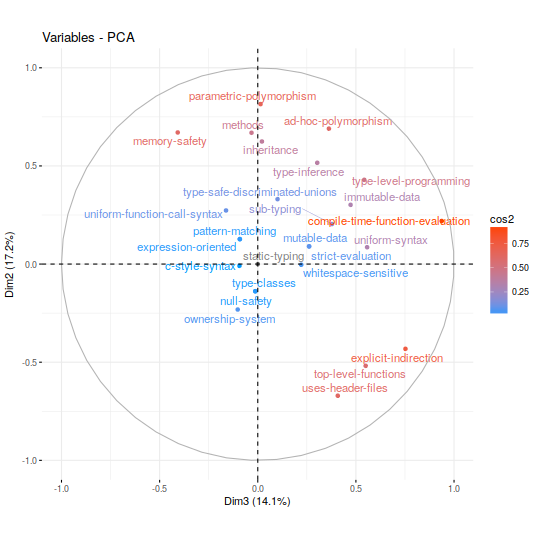 Variables - PCA
1.0
parametric-polymorphism
methods
ad-hoc-polymorphism
memory-safety
inheritance
0.5
type-inference
type-level-programming
type-safe-discriminated-unions
immutable-data
uniform-function-call-syntax
sub-typing
compile-time-function-evaluation
cos2
0.75
0.50
0.25
pattern-matching
mutable-data
uniform-syntax
expression-oriented
static-typing
strict-evaluation
Dim2 (17.2%)
0.0
c-style-syntax
whitespace-sensitive
type-classes
null-safety
ownership-system
-0.5
explicit-indirection
top-level-functions
uses-header-files
-1.0
-1.0
-0.5
0.0
0.5
1.0
Dim3 (14.1%)